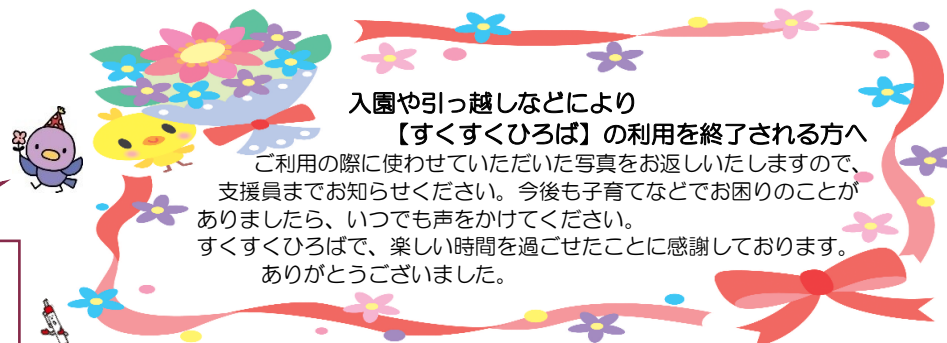 入園や引っ越しなどにより
【すくすくひろば】の利用を終了される方へ
ご利用の際に使わせていただいた写真をお返しいたしますので、
支援員までお知らせください。今後も子育てなどでお困りのことが
ありましたら、いつでも声をかけてください。
すくすくひろばで、楽しい時間を過ごせたことに感謝しております。
ありがとうございました。